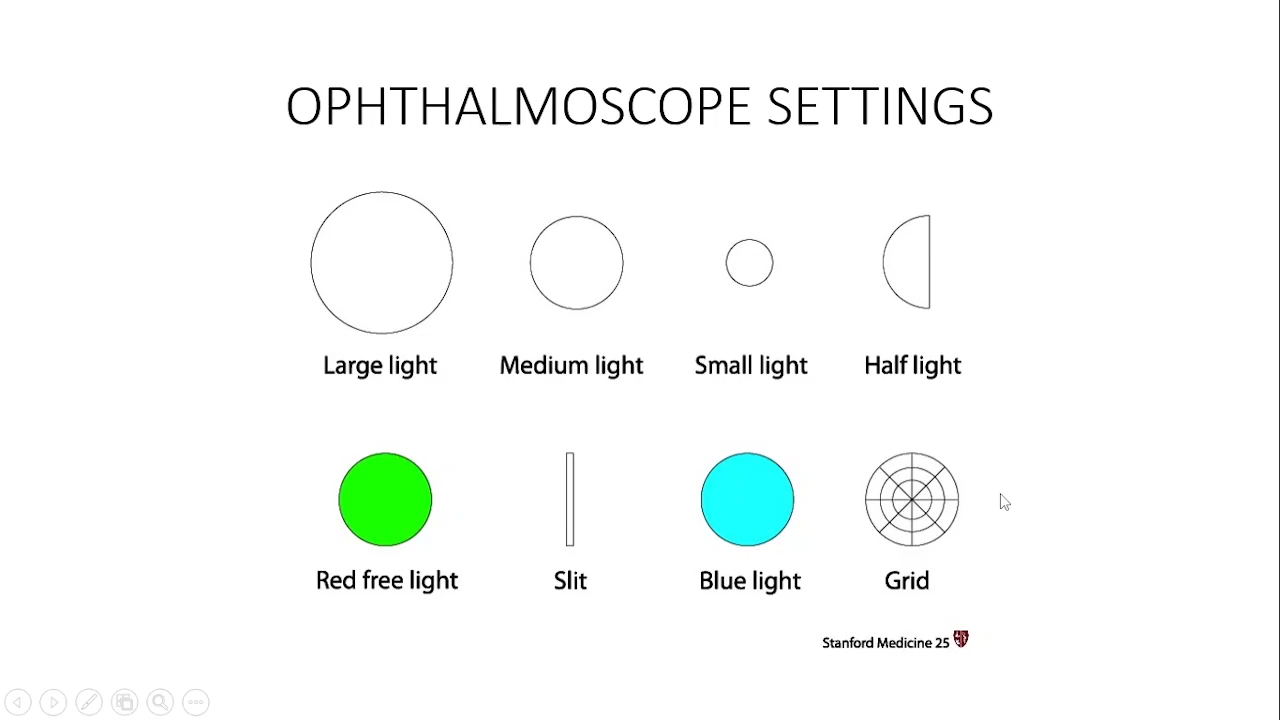 OPHTHALMOSCOPE SETTINGS
Large light
Medium light
Small light
Half light
Red free light
Slit
Blue light
Grid
Stanford Medicine 25